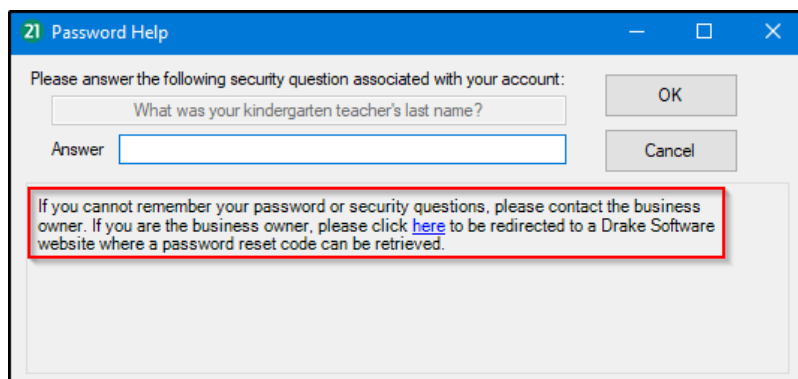 21 Password Help
Please answer the following security question associated with your account:
OK
What was your kindergarten teacher's last name?
Answer
Cancel
If you cannot remember your password or security questions, please contact the business
owner. If you are the business owner, please click here to be redirected to a Drake Software
website where a password reset code can be retrieved.